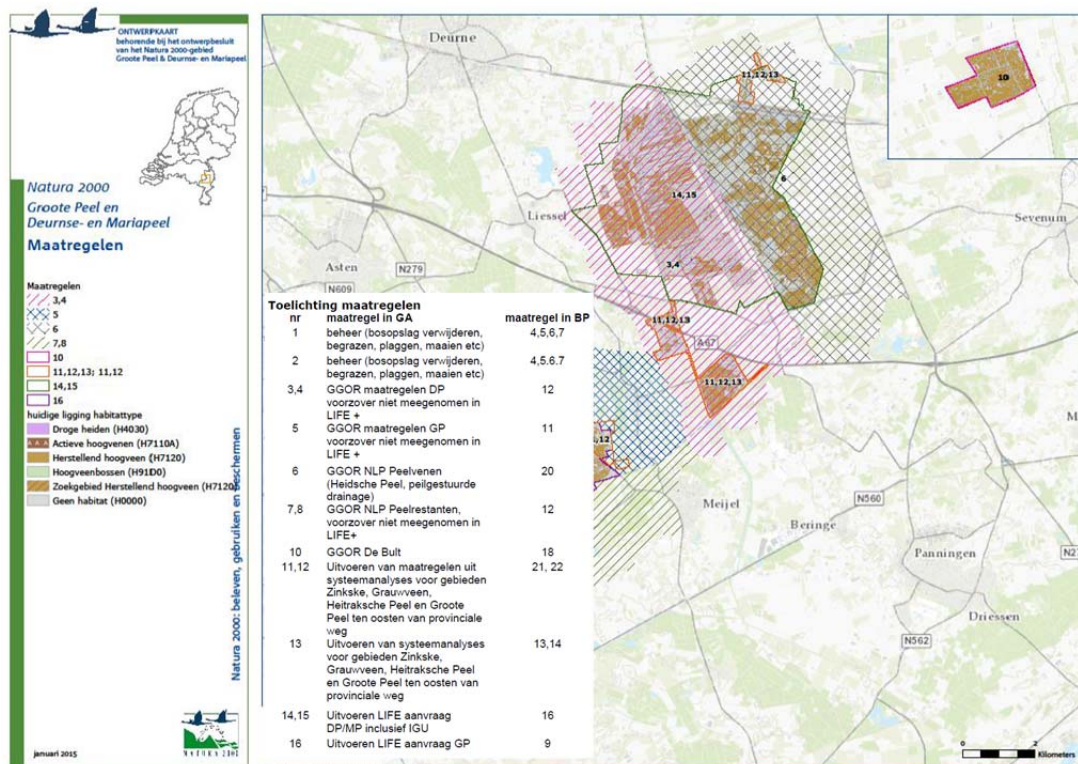 ONTWERPKAART
behorende bij het ontwerpbesluit
van het Natura 2000-gebied
Groote Peel & Deurnse- en Mariapeel
Natura 2000
Groote Peel en
Deurnse- en Mariapeel
Maatregelen
Maatregelen
3,4
5
6
7,8
10
11,12,13; 11,12
14,15
16
huidige ligging habitattype
Droge heiden (H4030)
Actieve hoogvenen (H7110A)
Herstellend hoogveen (H7120)
Hoogveenbossen (H91D0)
Zoekgebied Herstellend hoogveen (H7120)
Geen habitat (H0000)
Natura 2000: beleven, gebruiken en beschermen
NATURA 2000
januari 2015
Toelichting maatregelen
nr maatregel in GA maatregel in BP
1 beheer (bosopslag verwijderen, 4,5,6,7
begrazen, plaggen, maaien etc)
2 beheer (bosopslag verwijderen, 4,5.6.7
begrazen, plaggen, maaien etc)
3,4 GGOR maatregelen DP 12
voorzover niet meegenomen in
LIFE +
5 GGOR maatregelen GP 11
voorzover niet meegenomen in
LIFE +
6 GGOR NLP Peelvenen 20
(Heidsche Peel, peilgestuurde
drainage)
7,8 GGOR NLP Peelrestanten, 12
voorzover niet meegenomen in
LIFE+
10 GGOR De Bult 18
11,12 Uitvoeren van maatregelen uit 21, 22
systeemanalyses voor gebieden
Zinkske, Grauwveen,
Heitraksche Peel en Groote
Peel ten oosten van provinciale
weg
13 Uitvoeren van systeemanalyses 13,14
voor gebieden Zinkske,
Grauwveen, Heitraksche Peel
en Groote Peel ten oosten van
provinciale weg
14,15 Uitvoeren LIFE aanvraag 16
DP/MP inclusief IGU
16 Uitvoeren LIFE aanvraag GP 9
Deurne
11,12,13
10
6
14,15
Liessel
Sevenum
3,4
Asten
N279
N609
11,12,13
A67
11,12,13
,12
Meijel
N560
Beringe
Panningen
Driessen
N562
0 2
Kilometers